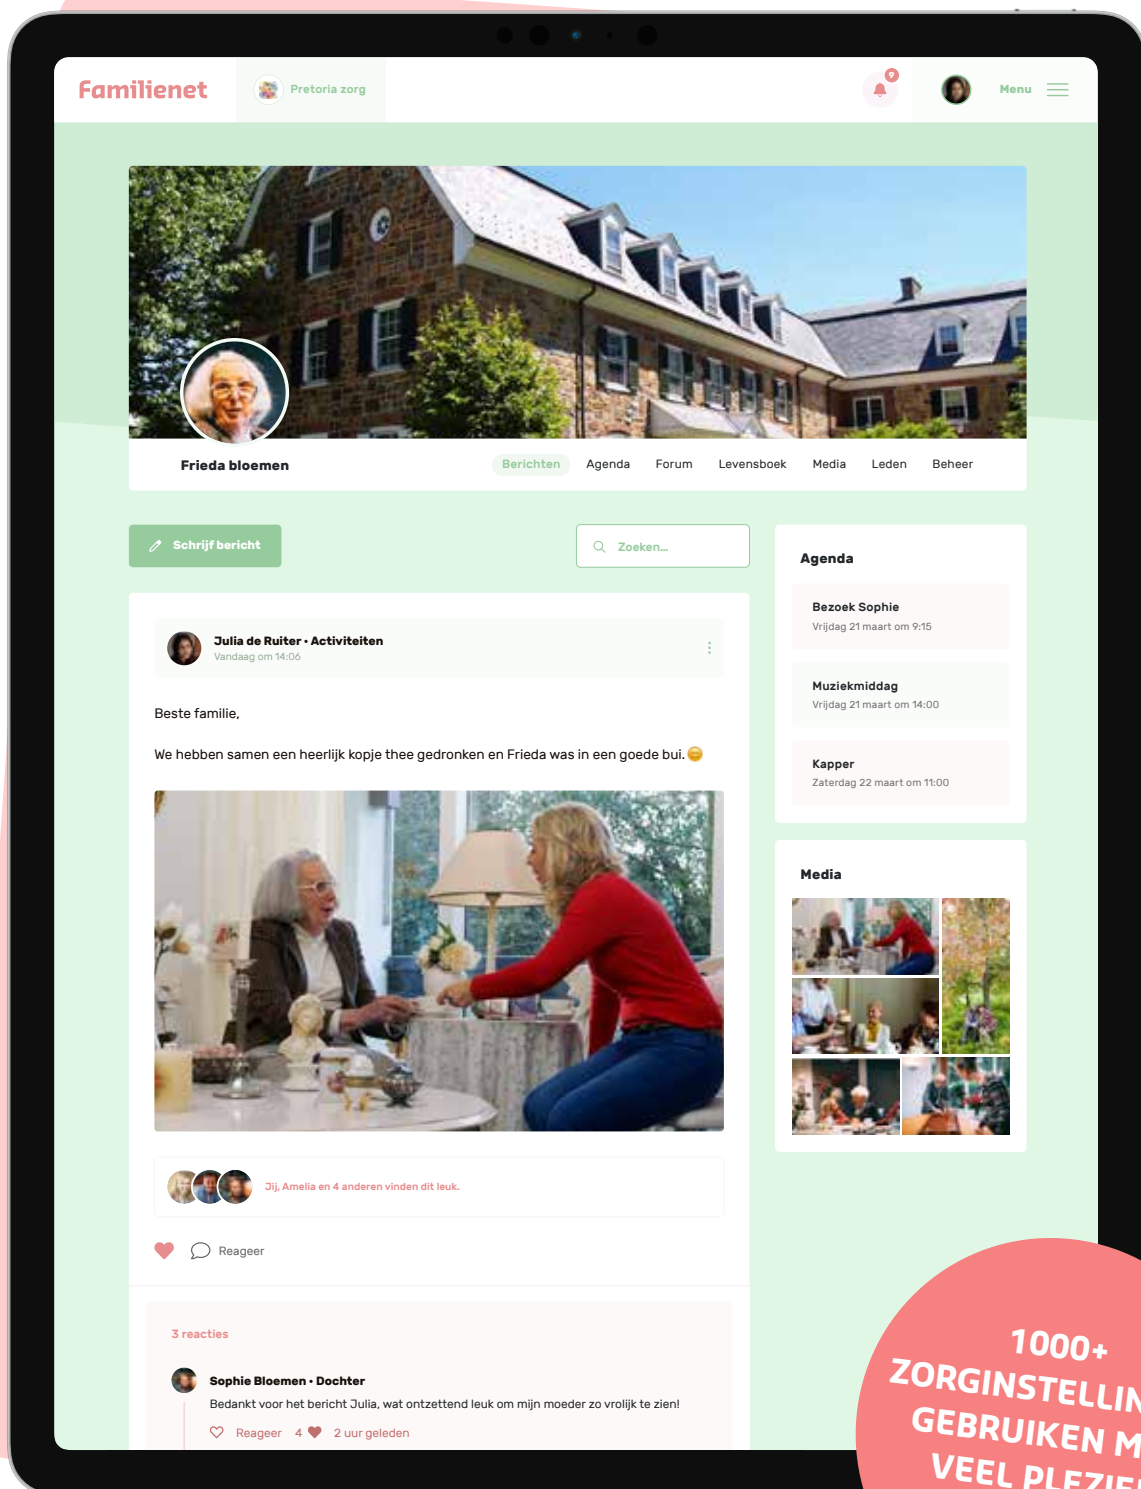 Familienet
Pretoria zorg
9
Menu
Frieda bloemen
Berichten
Agenda
Forum
Levensboek
Media
Leden
Beheer
Schrijf bericht
Zoeken...
Julia de Ruiter • Activiteiten
Vandaag om 14:06
Beste familie,
We hebben samen een heerlijk kopje thee gedronken en Frieda was in een goede bui.
Jij, Amelia en 4 anderen vinden dit leuk.
Reageer
3 reacties
Sophie Bloemen • Dochter
Bedankt voor het bericht Julia, wat ontzettend leuk om mijn moeder zo vrolijk te zien!
Reageer 4 2 uur geleden
Agenda
Bezoek Sophie
Vrijdag 21 maart om 9:15
Muziekmiddag
Vrijdag 21 maart om 14:00
Kapper
Zaterdag 22 maart om 11:00
Media
1000+
ZORGINSTELLIN
GEBRUIKEN M
VEEL PLEZIE